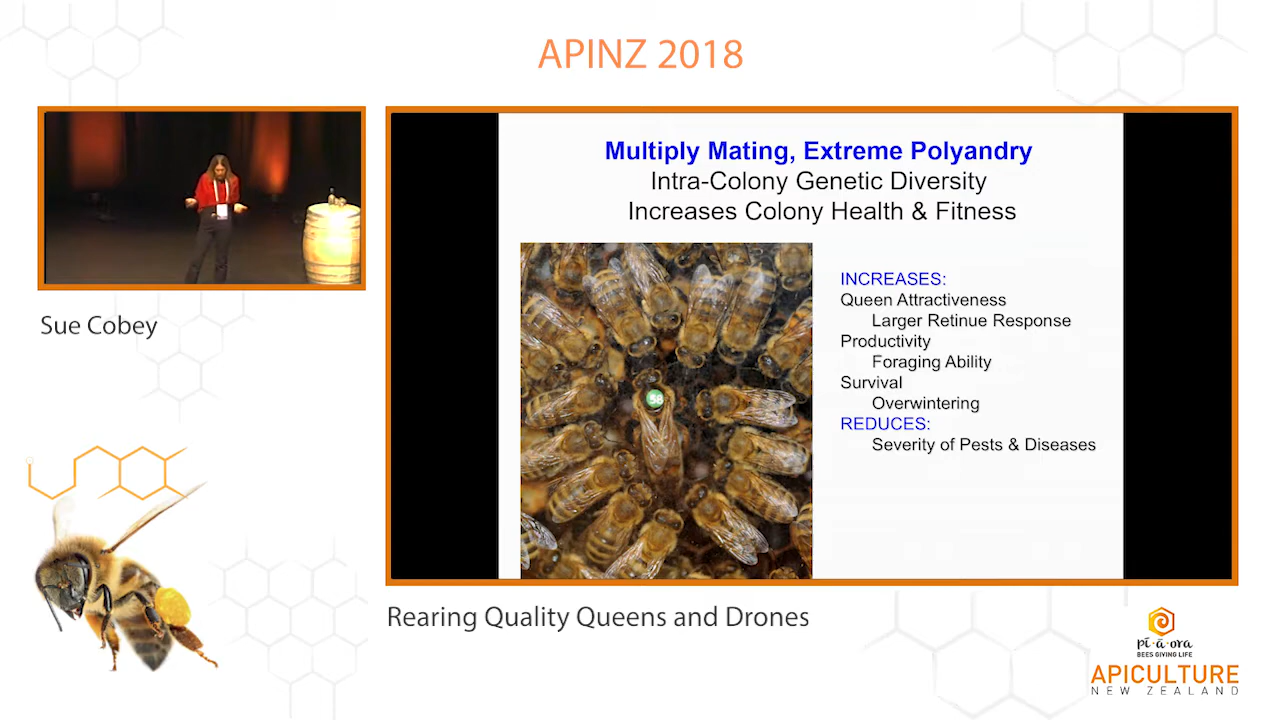 APINZ 2018
Sue Cobey
Multiply Mating, Extreme Polyandry
Intra-Colony Genetic Diversity
Increases Colony Health & Fitness
58
INCREASES:
Queen Attractiveness
Larger Retinue Response
Productivity
Foraging Ability
Survival
Overwintering
REDUCES:
Severity of Pests & Diseases
Rearing Quality Queens and Drones
pī-ā-ora
BEES GIVING LIFE
APICULTURE
NEW ZEALAND